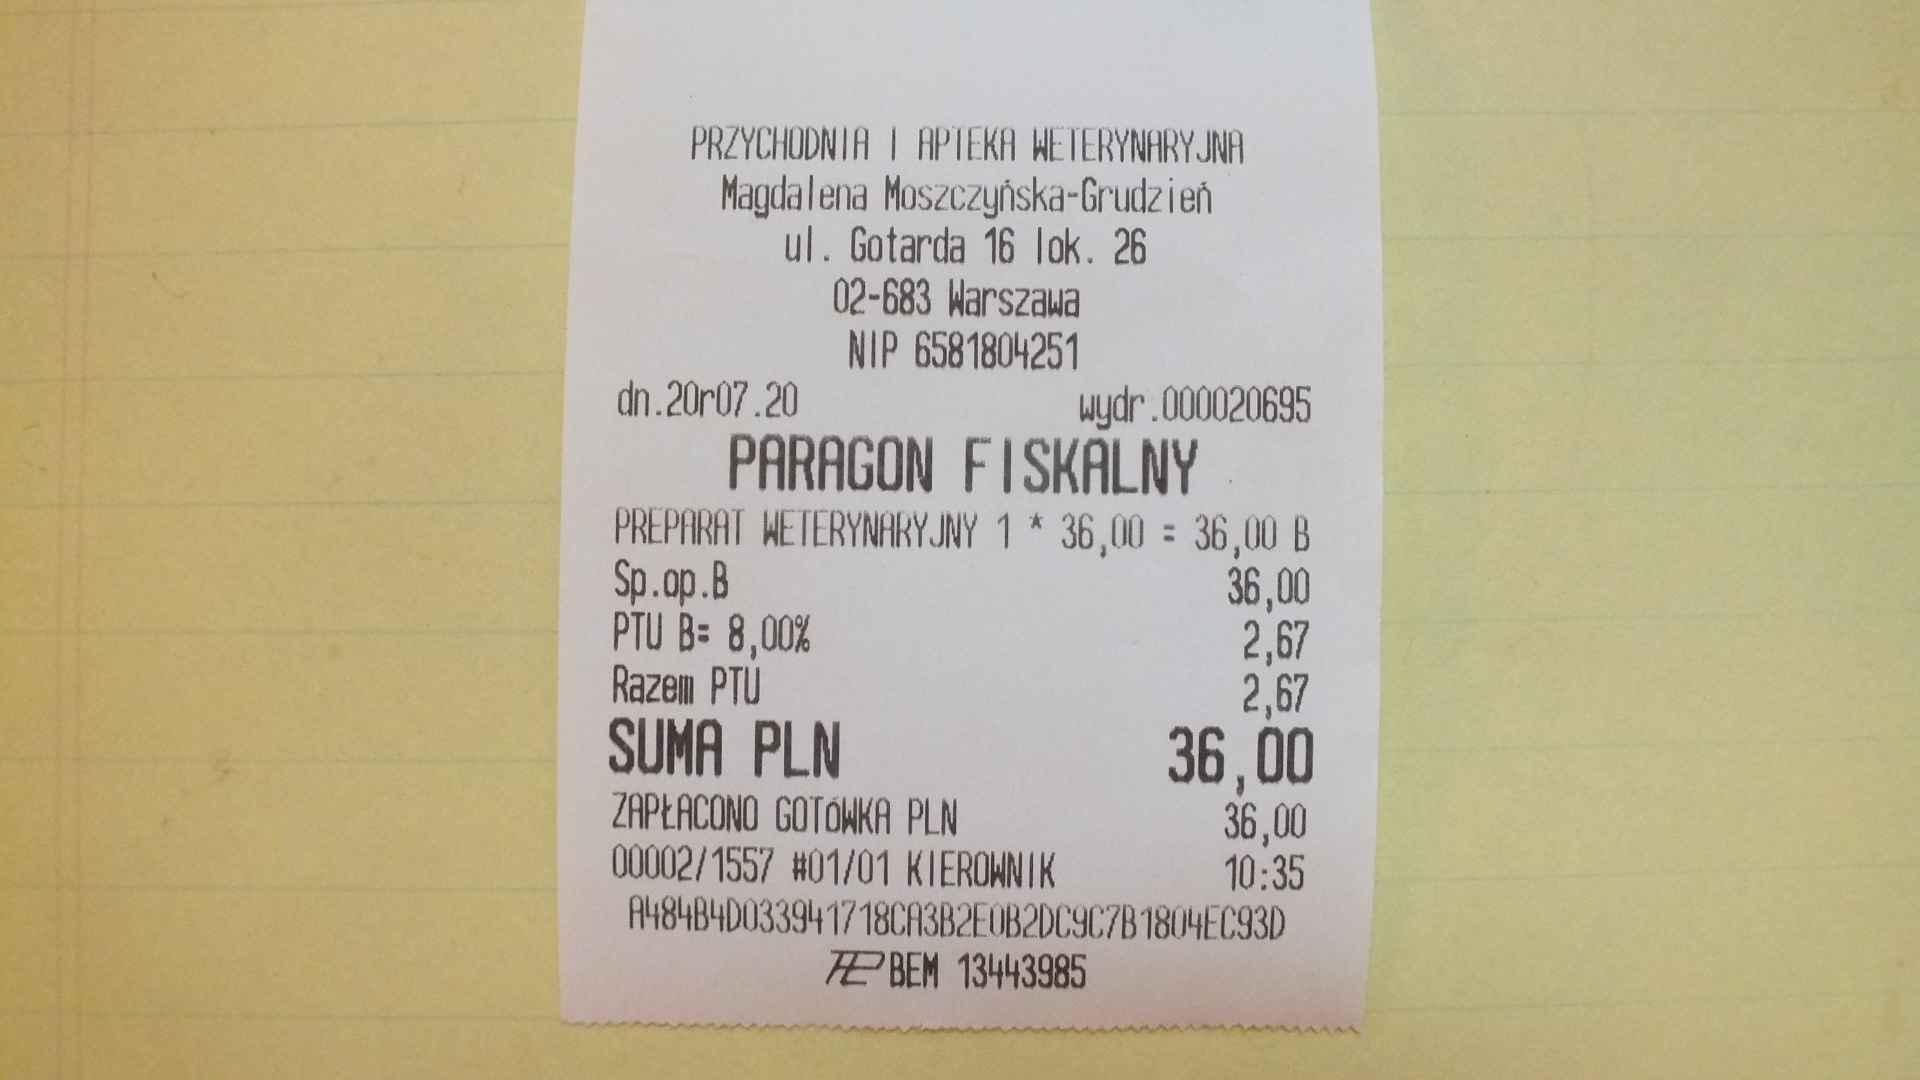 PRZYCHODNIA I APTEKA WETERYNARYJNA
Magdalena Moszczyńska-Grudzień
ul. Gotarda 16 lok. 26
02-683 Warszawa
NIP 6581804251
dn.20r07.20 wydr.000020695
PARAGON FISKALNY
PREPARAT WETERYNARYJNY 1 * 36,00 = 36,00 B
Sp.op.B 36,00
PTU B= 8,00% 2,67
Razem PTU 2,67
SUMA PLN 36,00
ZAPŁACONO GOTÓWKA PLN 36,00
00002/1557 #01/01 KIEROWNIK 10:35
A484B4D033941718CA3B2E0B2DC9C7B1804EC93D
BEM 13443985